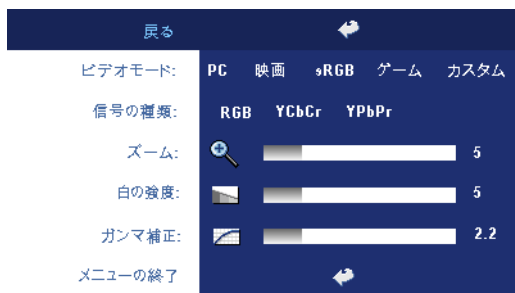 戻る
ビデオモード: PC 映画 sRGB ゲーム カスタム
信号の種類: RGB YCbCr YPbPr
ズーム: 5
白の強度: 5
ガンマ補正: 2.2
メニューの終了